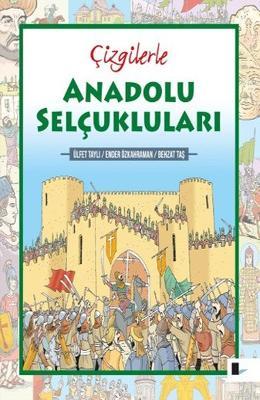 Çizgilerle
ANADOLU
SELÇUKLULARI
ÜLFET TAYLI / ENDER ÖZKAHRAMAN / BEHZAT TAŞ